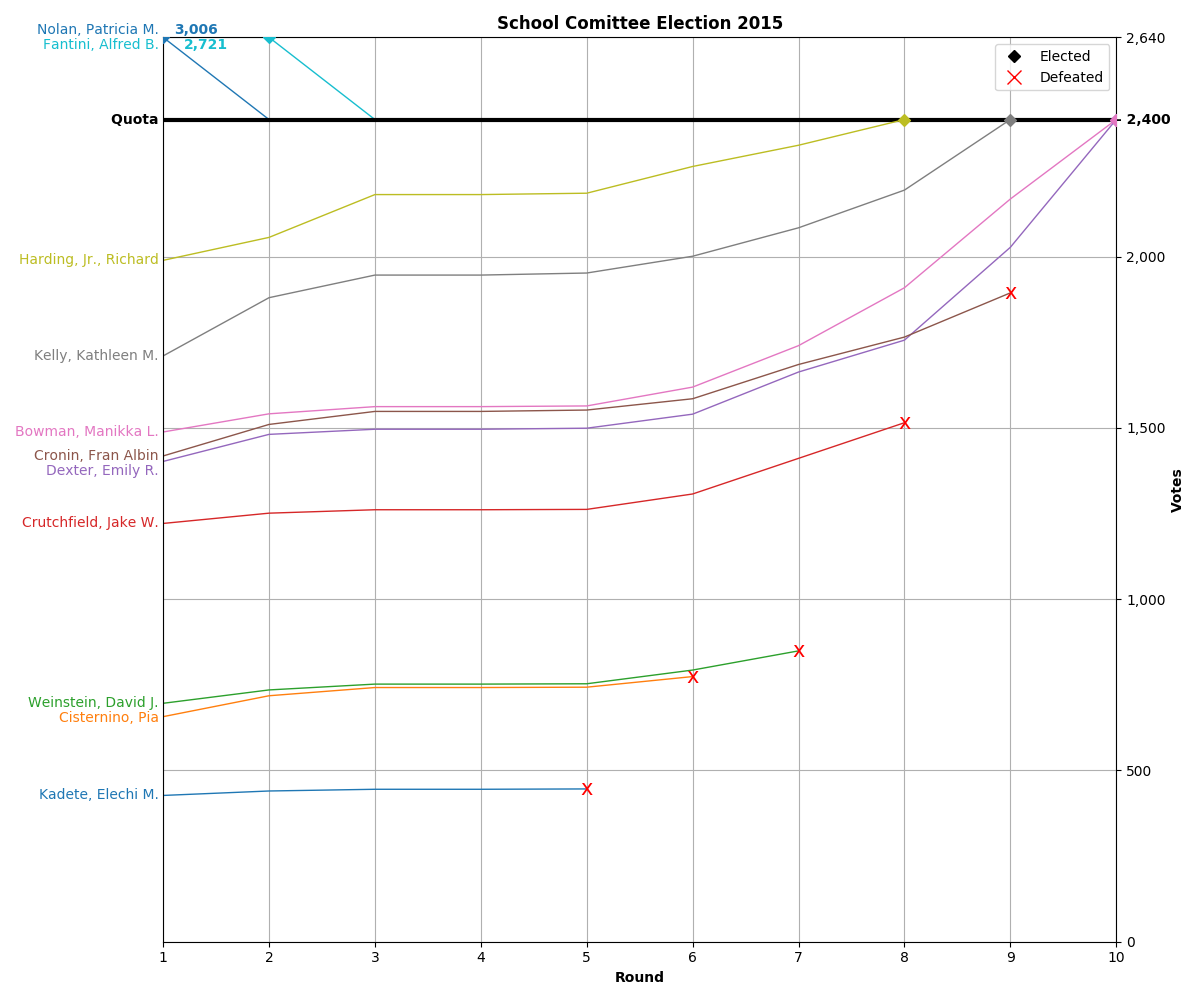 School Comittee Election 2015
Nolan, Patricia M. 3,006
Fantini, Alfred B. 2,721
2,640
Elected
Defeated
Quota
2,400
Harding, Jr., Richard
2,000
Kelly, Kathleen M.
Bowman, Manikka L.
1,500
Cronin, Fran Albin
Dexter, Emily R.
Votes
Crutchfield, Jake W.
1,000
Weinstein, David J.
Cisternino, Pia
500
Kadete, Elechi M.
0
1 2 3 4 5 6 7 8 9 10
Round